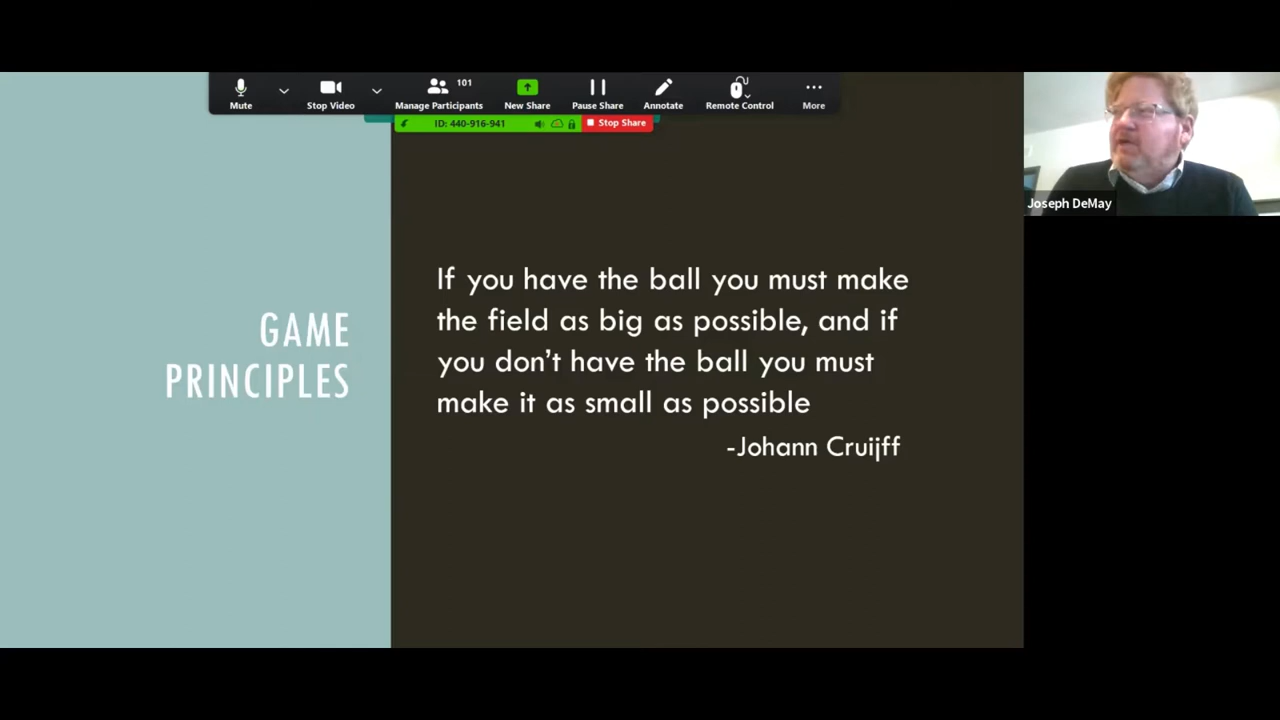 101
Mute
Stop Video
Manage Participants
New Share
Pause Share
Annotate
Remote Control
More
ID: 440-916-941
Stop Share
Joseph DeMay
GAME
PRINCIPLES
If you have the ball you must make
the field as big as possible, and if
you don’t have the ball you must
make it as small as possible
-Johann Cruijff